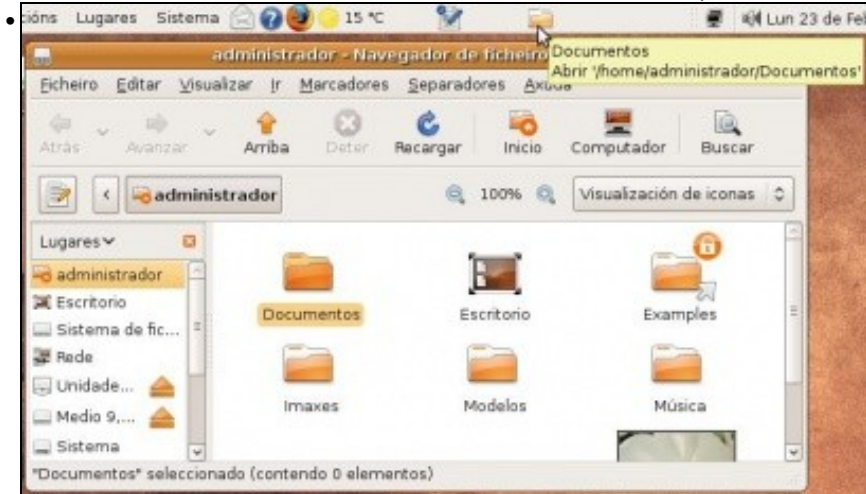 cións Lugares Sistema 15 °C Lun 23 de Feb
administrador - Navegador de ficheiro
Documentos
Abrir '/home/administrador/Documentos'
Ficheiro Editar Visualizar Ir Marcadores Separadores Axuda
Atrás Avanzar Arriba Deter Recargar Inicio Computador Buscar
administrador 100% Visualización de iconas
Lugares
administrador
Escritorio
Sistema de fic...
Rede
Unidade...
Medio 9,...
Sistema
Documentos Escritorio Examples
Imaxes Modelos Música
"Documentos" seleccionado (contendo 0 elementos)